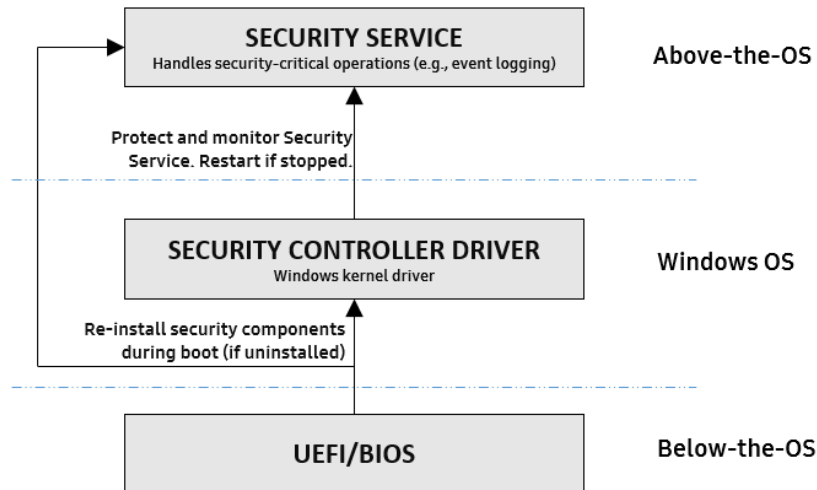 SECURITY SERVICE
Handles security-critical operations (e.g., event logging)
Above-the-OS
Protect and monitor Security
Service. Restart if stopped.
SECURITY CONTROLLER DRIVER
Windows kernel driver
Windows OS
Re-install security components
during boot (if uninstalled)
UEFI/BIOS
Below-the-OS